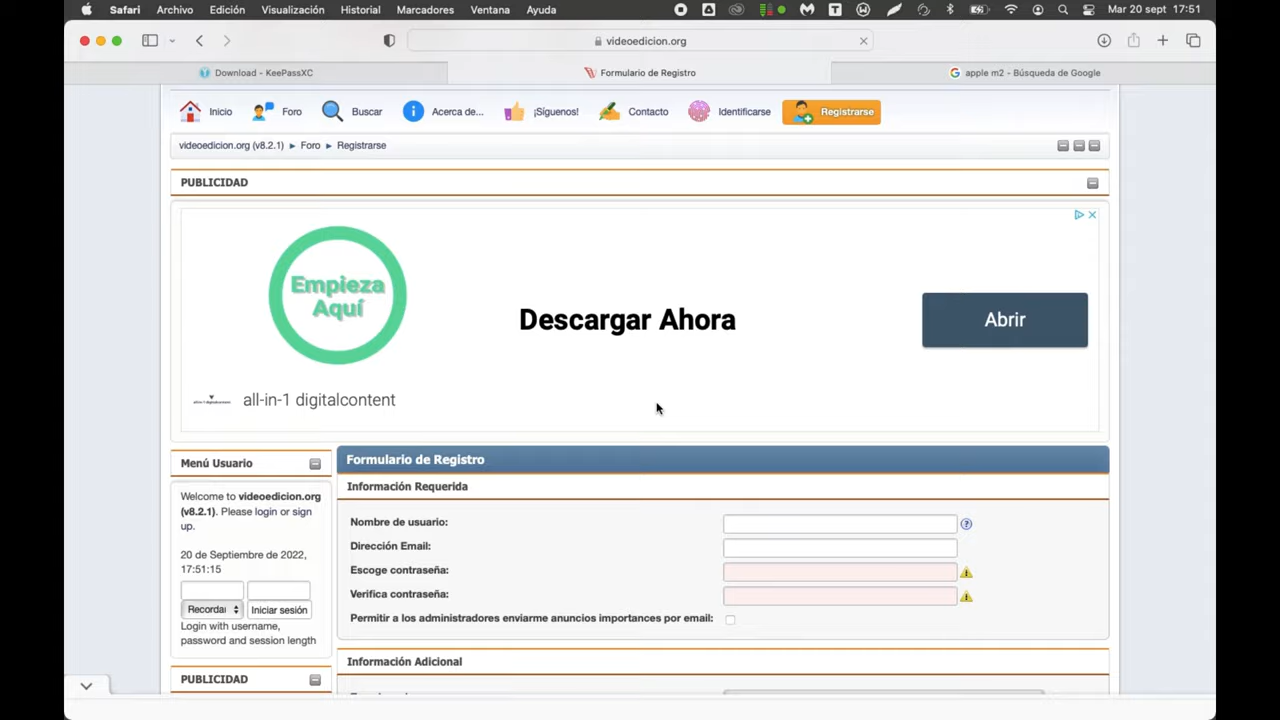 Safari Archivo Edición Visualización Historial Marcadores Ventana Ayuda Mar 20 sept 17:51
videoedicion.org
Download - KeePassXC Formulario de Registro apple m2 - Búsqueda de Google
Inicio Foro Buscar Acerca de... ¡Síguenos! Contacto Identificarse Registrarse
videoedicion.org (v8.2.1) ► Foro ► Registrarse
PUBLICIDAD
Empieza
Aquí
Descargar Ahora
Abrir
all-in-1 digitalcontent
Menú Usuario
Welcome to videoedicion.org
(v8.2.1). Please login or sign
up.
20 de Septiembre de 2022,
17:51:15
Recordar Iniciar sesión
Login with username,
password and session length
PUBLICIDAD
Formulario de Registro
Información Requerida
Nombre de usuario:
Dirección Email:
Escoge contraseña:
Verifica contraseña:
Permitir a los administradores enviarme anuncios importances por email:
Información Adicional